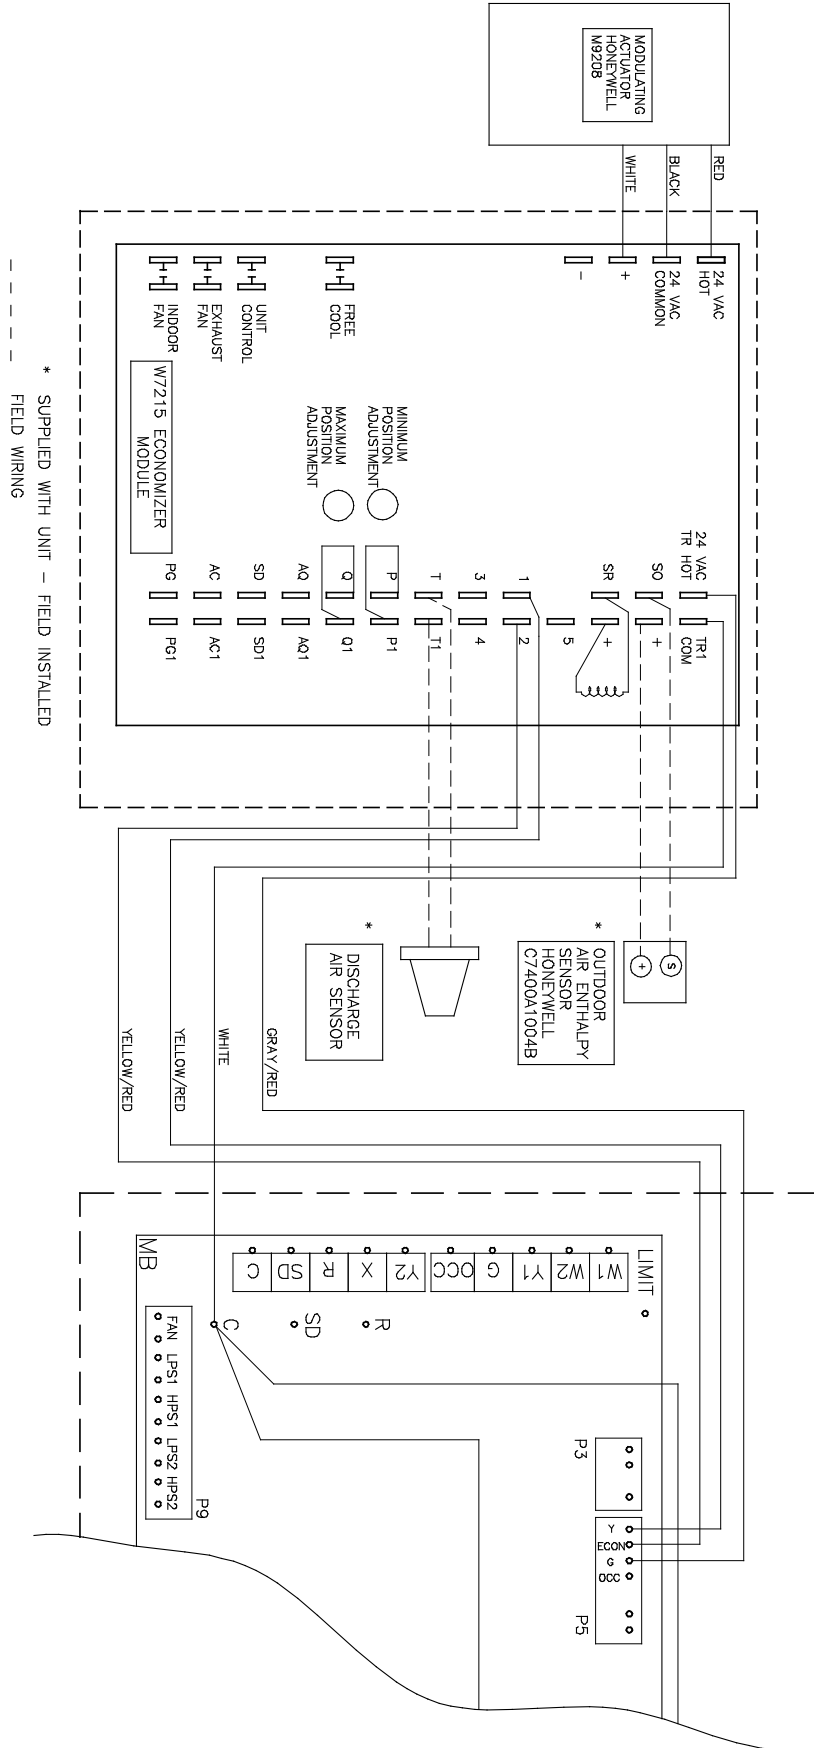 MODULATING
ACTUATOR
HONEYWELL
M9208
RED
BLACK
WHITE
24 VAC
HOT
24 VAC
COMMON
+
-
FREE
COOL
UNIT
CONTROL
EXHAUST
FAN
INDOOR
FAN
W7215 ECONOMIZER
MODULE
MINIMUM
POSITION
ADJUSTMENT
MAXIMUM
POSITION
ADJUSTMENT
24 VAC
TR HOT
TR1
COM
SO
+
SR
+
5
1
2
3
4
T
T1
P
P1
Q
Q1
AQ
AQ1
SD
SD1
AC
AC1
PG
PG1
* SUPPLIED WITH UNIT - FIELD INSTALLED
FIELD WIRING
S
+
*
OUTDOOR
AIR ENTHALPY
SENSOR
HONEYWELL
C7400A1004B
*
DISCHARGE
AIR SENSOR
GRAY/RED
WHITE
YELLOW/RED
YELLOW/RED
LIMIT
W1
W2
Y1
G
OCC
Y2
X
R
SD
C
MB
R
SD
C
FAN
LPS1
HPS1
LPS2
HPS2
P9
P3
Y
ECON
G
OCC
P5